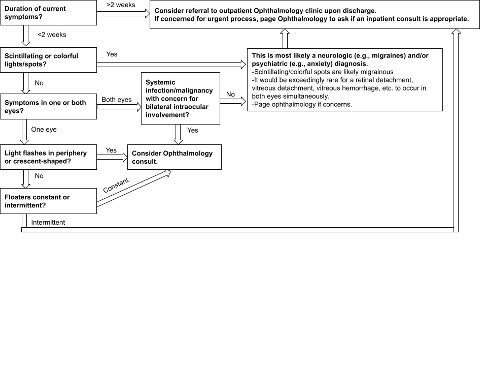 Duration of current
symptoms?
>2 weeks
Consider referral to outpatient Ophthalmology clinic upon discharge.
If concerned for urgent process, page Ophthalmology to ask if an inpatient consult is appropriate.
<2 weeks
Scintillating or colorful
lights/spots?
Yes
This is most likely a neurologic (e.g., migraines) and/or
psychiatric (e.g., anxiety) diagnosis.
-Scintillating/colorful spots are likely migrainous
-It would be exceedingly rare for a retinal detachment,
vitreous detachment, vitreous hemorrhage, etc. to occur in
both eyes simultaneously.
-Page ophthalmology if concerns.
No
Symptoms in one or both
eyes?
Both eyes
Systemic
infection/malignancy
with concern for
bilateral intraocular
involvement?
No
Yes
One eye
Light flashes in periphery
or crescent-shaped?
Yes
Consider Ophthalmology
consult.
No
Floaters constant or
intermittent?
Constant
Intermittent